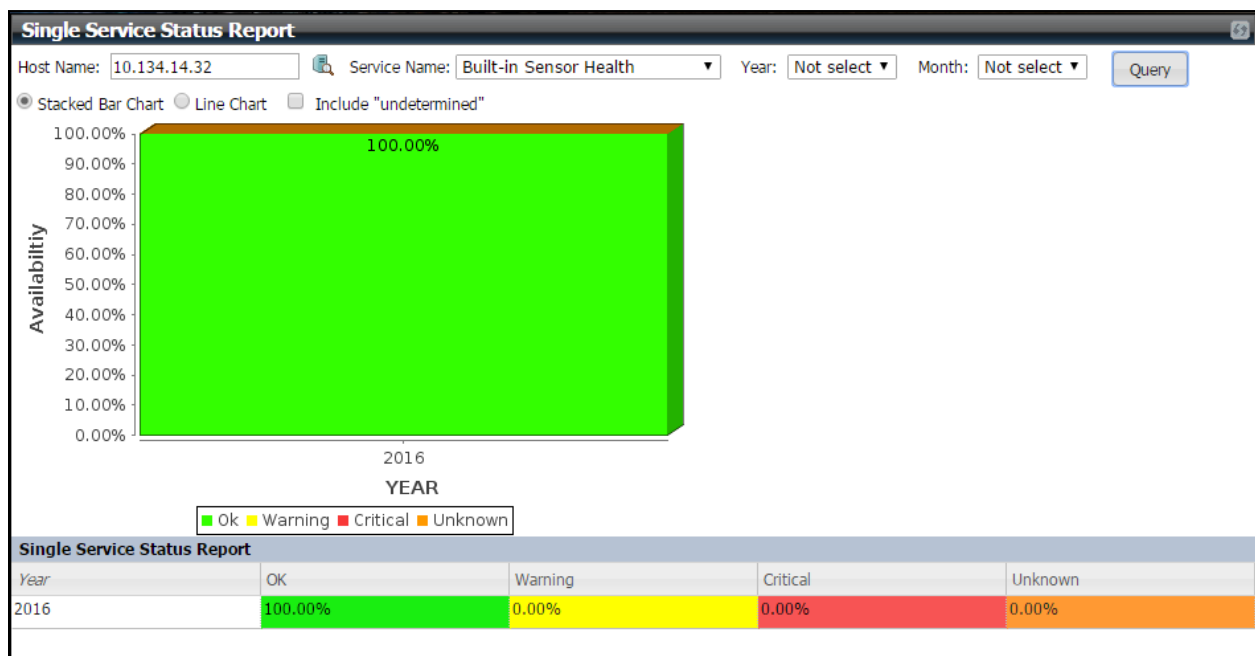 Single Service Status Report
Host Name: 10.134.14.32 Service Name: Built-in Sensor Health Year: Not select Month: Not select Query
Stacked Bar Chart Line Chart Include "undetermined"
100.00%
100.00%
90.00%
80.00%
70.00%
60.00%
50.00%
40.00%
30.00%
20.00%
10.00%
0.00%
Availabiltiy
2016
YEAR
Ok Warning Critical Unknown
Single Service Status Report
Year OK Warning Critical Unknown
2016 100.00% 0.00% 0.00% 0.00%